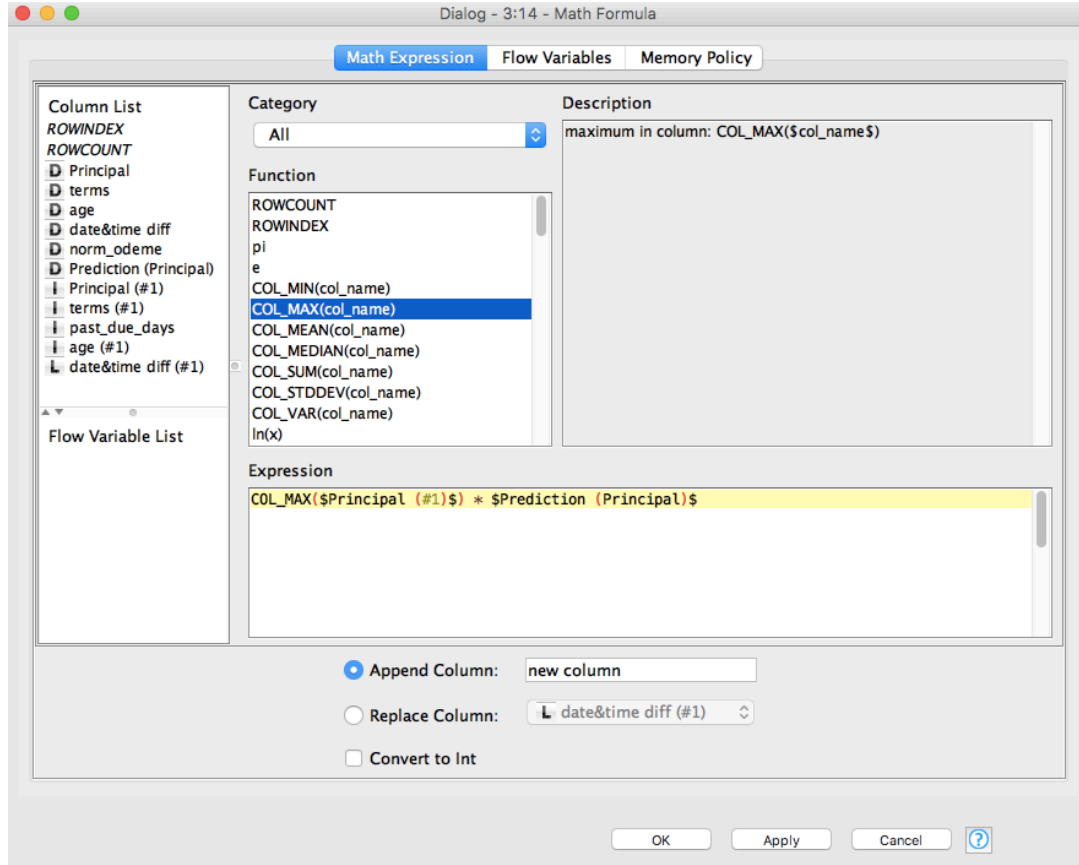 Dialog - 3:14 - Math Formula
Math Expression
Flow Variables
Memory Policy
Column List
ROWINDEX
ROWCOUNT
D Principal
D terms
D age
D date&time diff
D norm_odeme
D Prediction (Principal)
I Principal (#1)
I terms (#1)
I past_due_days
I age (#1)
L date&time diff (#1)
Flow Variable List
Category
All
Function
ROWCOUNT
ROWINDEX
pi
e
COL_MIN(col_name)
COL_MAX(col_name)
COL_MEAN(col_name)
COL_MEDIAN(col_name)
COL_SUM(col_name)
COL_STDDEV(col_name)
COL_VAR(col_name)
ln(x)
Description
maximum in column: COL_MAX($col_name$)
Expression
COL_MAX($Principal (#1)$) * $Prediction (Principal)$
Append Column:
new column
Replace Column:
L date&time diff (#1)
Convert to Int
OK
Apply
Cancel
?